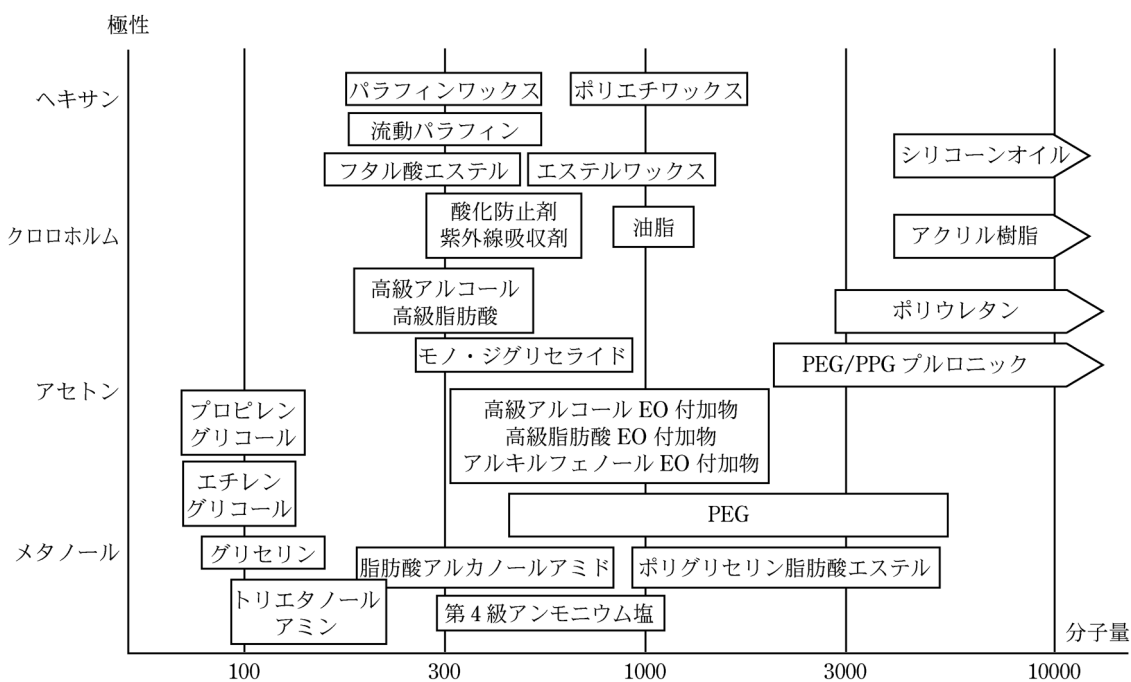 極性
ヘキサン
パラフィンワックス
ポリエチワックス
流動パラフィン
シリコーンオイル
フタル酸エステル
エステルワックス
酸化防止剤
紫外線吸収剤
油脂
クロロホルム
アクリル樹脂
高級アルコール
高級脂肪酸
ポリウレタン
モノ・ジグリセライド
PEG/PPG プルロニック
アセトン
プロピレン
グリコール
高級アルコール EO 付加物
高級脂肪酸 EO 付加物
アルキルフェノール EO 付加物
エチレン
グリコール
PEG
メタノール
グリセリン
脂肪酸アルカノールアミド
ポリグリセリン脂肪酸エステル
トリエタノール
アミン
第 4 級アンモニウム塩
分子量
100
300
1000
3000
10000